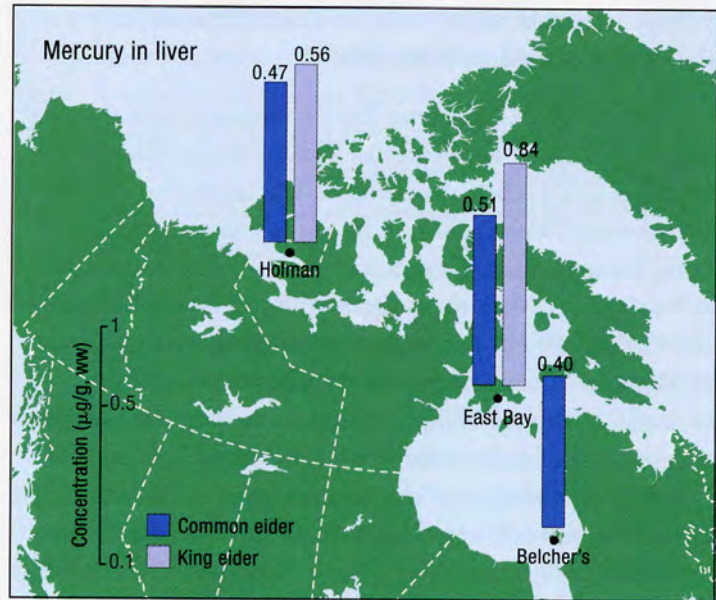 Mercury in liver
0.47
0.56
0.84
0.51
Holman
1
0.40
Concentration (µg/g, ww)
0.5
East Bay
Common eider
King eider
Belcher's
0.1